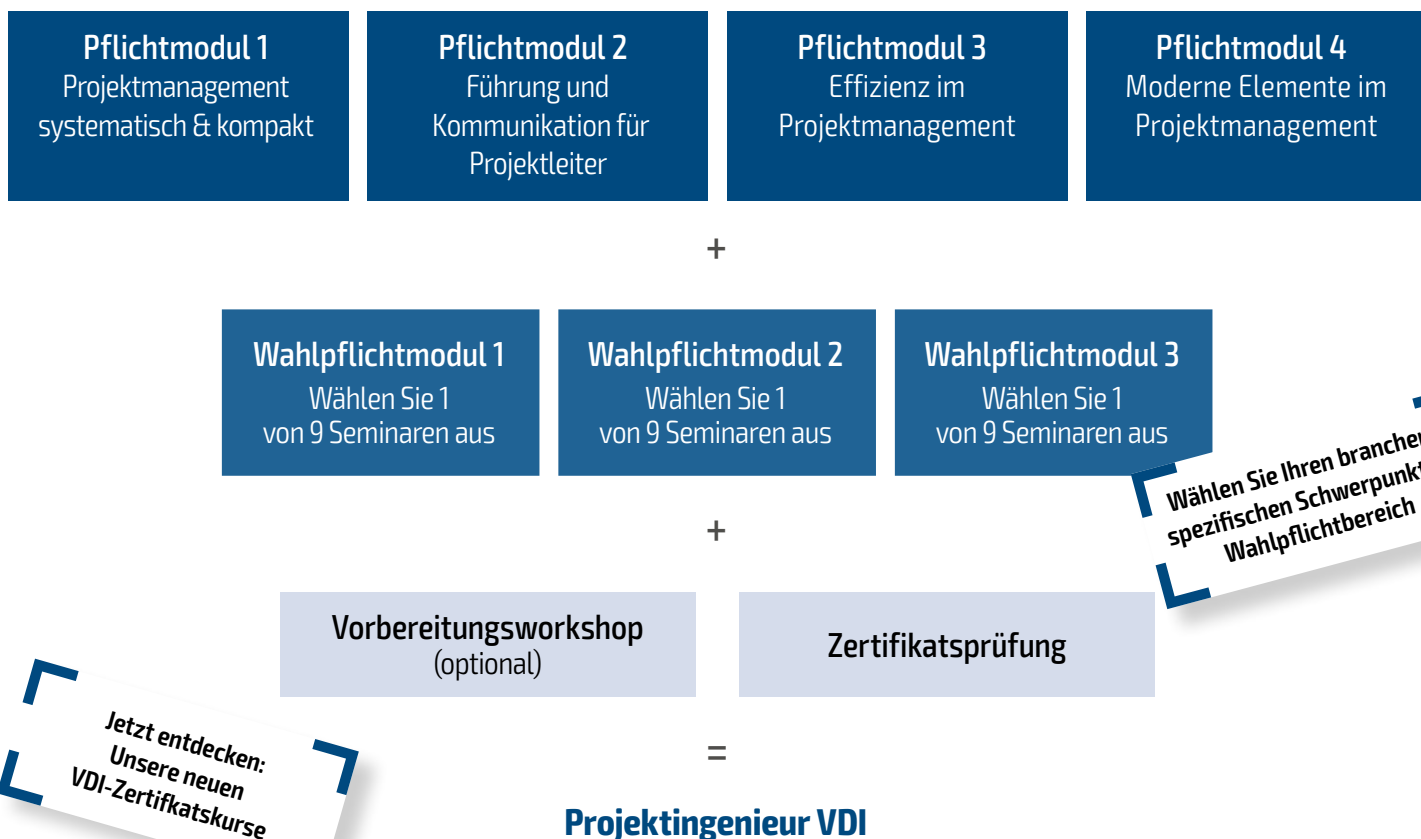 Pflichtmodul 1
Projektmanagement
systematisch & kompakt
Pflichtmodul 2
Führung und
Kommunikation für
Projektleiter
Pflichtmodul 3
Effizienz im
Projektmanagement
Pflichtmodul 4
Moderne Elemente im
Projektmanagement
+
Wahlpflichtmodul 1
Wählen Sie 1
von 9 Seminaren aus
Wahlpflichtmodul 2
Wählen Sie 1
von 9 Seminaren aus
Wahlpflichtmodul 3
Wählen Sie 1
von 9 Seminaren aus
Wählen Sie Ihren branchen
spezifischen Schwerpunkt
Wahlpflichtbereich
+
Vorbereitungsworkshop
(optional)
Zertifikatsprüfung
Jetzt entdecken:
Unsere neuen
VDI-Zertifkatskurse
=
Projektingenieur VDI